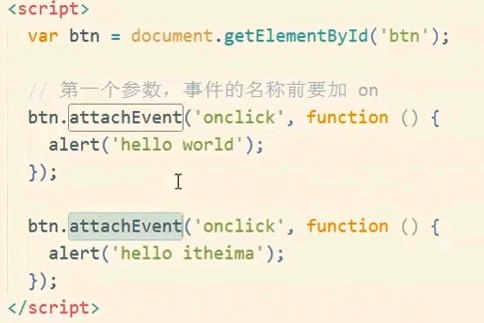 <script>
var btn = document.getElementById('btn');
// 第一个参数，事件的名称前要加 on
btn.attachEvent('onclick', function () {
alert('hello world');
});
btn.attachEvent('onclick', function () {
alert('hello itheima');
});
</script>